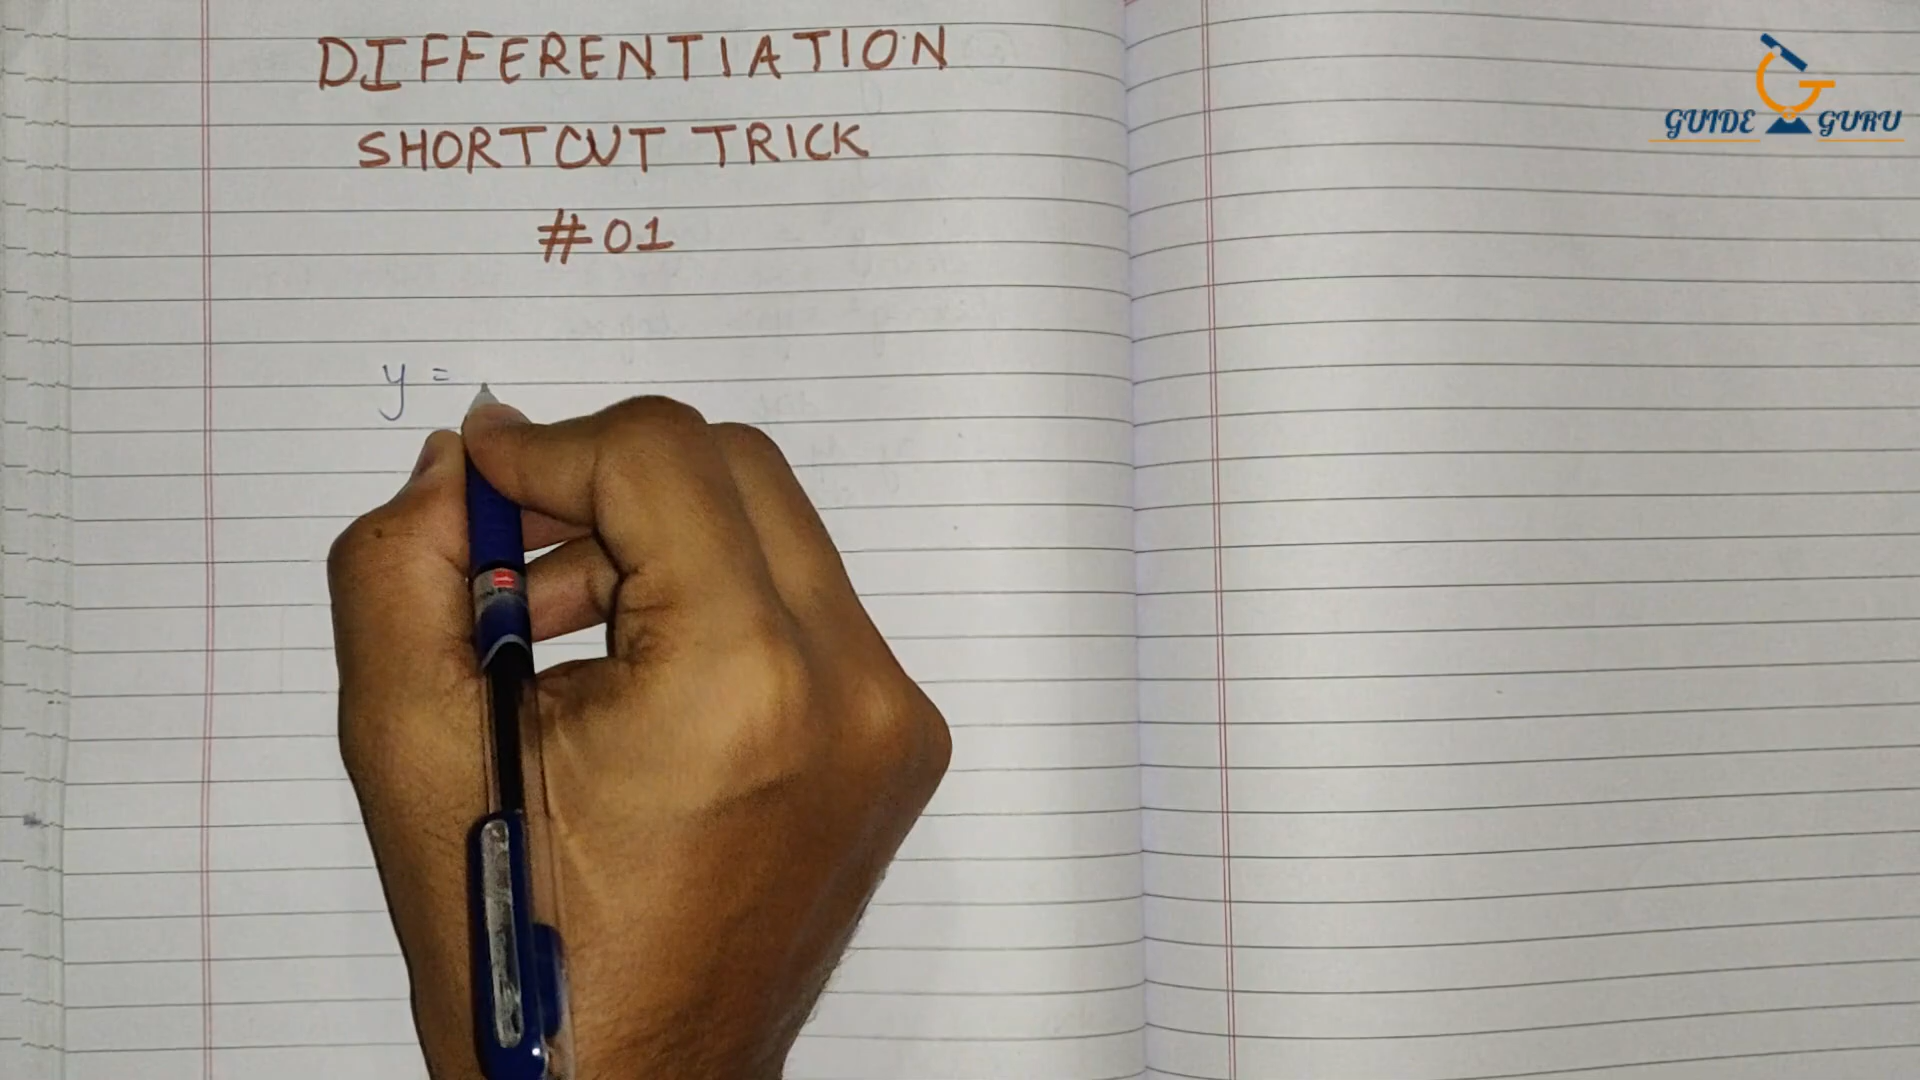 DIFFERENTIATION
SHORTCUT TRICK
#01
y =
GUIDE GURU